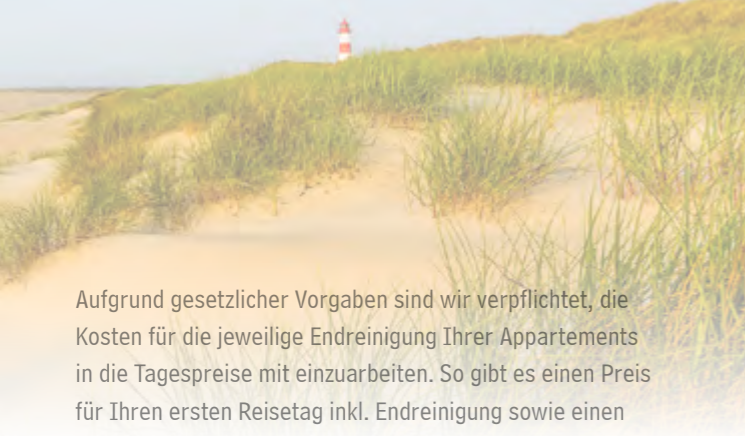 Aufgrund gesetzlicher Vorgaben sind wir verpflichtet, die
Kosten für die jeweilige Endreinigung Ihrer Appartements
in die Tagespreise mit einzuarbeiten. So gibt es einen Preis
für Ihren ersten Reisetag inkl. Endreinigung sowie einen